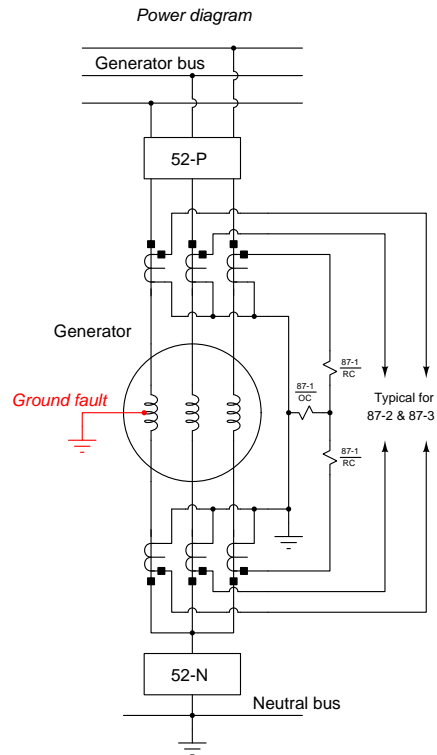 Power diagram
Generator bus
52-P
Generator
Ground fault
87-1
RC
87-1
OC
Typical for
87-2 & 87-3
87-1
RC
52-N
Neutral bus